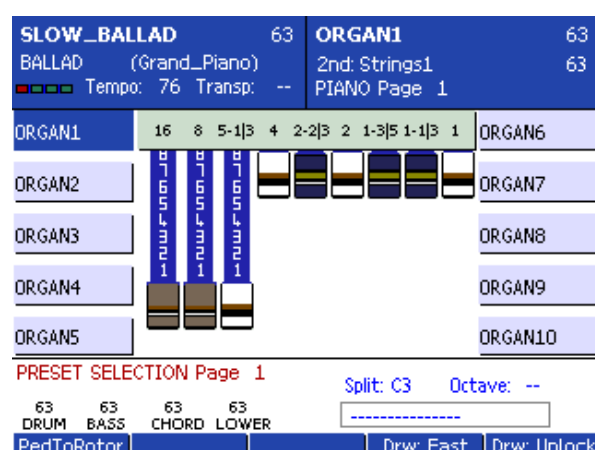 SLOW_BALLAD 63 ORGAN1 63
BALLAD (Grand_Piano) 2nd: Strings1 63
Tempo: 76 Transp: -- PIANO Page 1
ORGAN1 16 8 5-1|3 4 2-2|3 2 1-3|5 1-1|3 1 ORGAN6
8 8 8
7 7 7
6 6 6
5 5 5
4 4 4
3 3 3
2 2 2
1 1 1
ORGAN2 ORGAN7
ORGAN3 ORGAN8
ORGAN4 ORGAN9
ORGAN5 ORGAN10
PRESET SELECTION Page 1
Split: C3 Octave: --
63 63 63 63
DRUM BASS CHORD LOWER
---------------
PedToRotor Drw: Fast Drw: Unlock